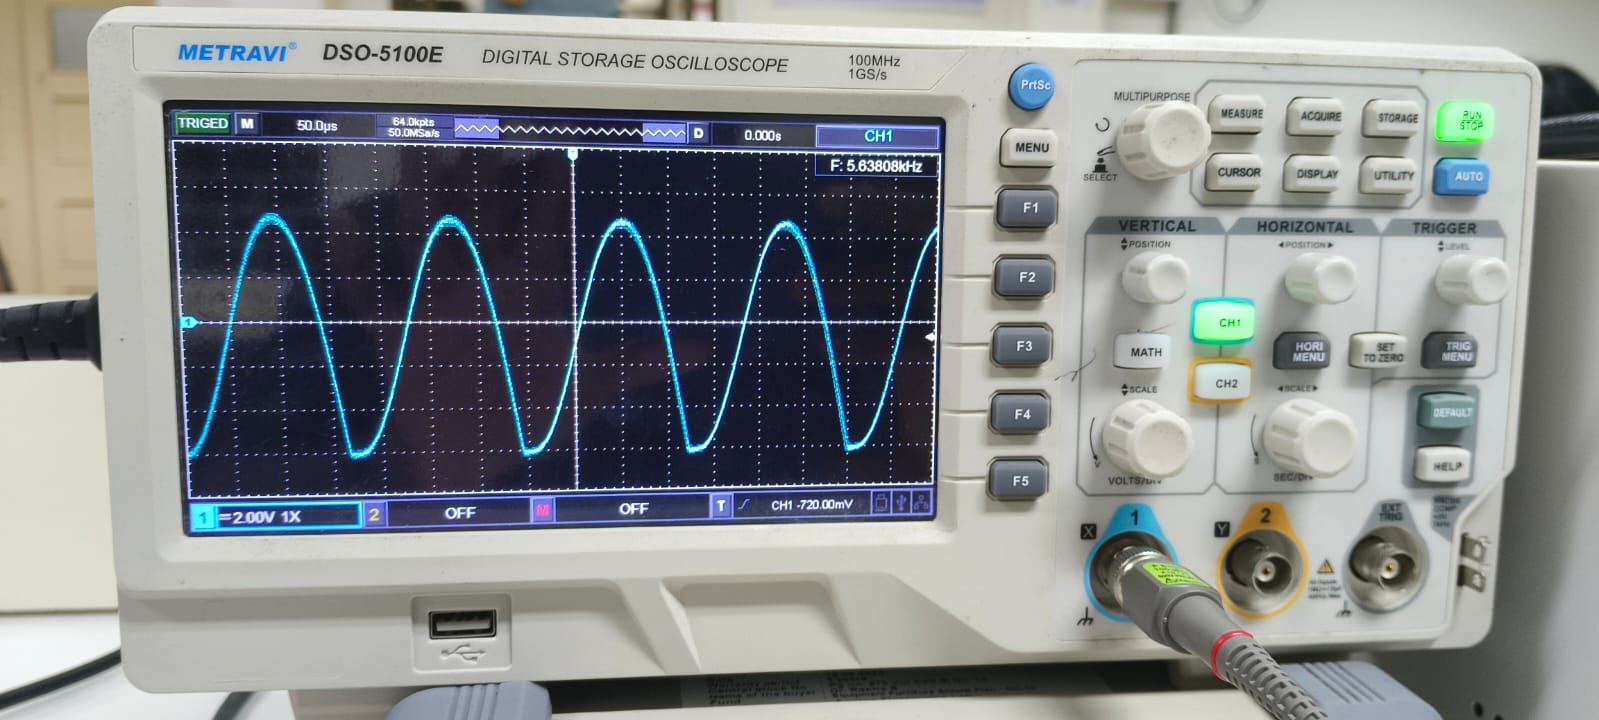 METRAVI® DSO-5100E DIGITAL STORAGE OSCILLOSCOPE 100MHz
1GS/s
TRIGED M 50.0µs 64.0kpts
50.0MSa/s
D 0.000s CH1
F: 5.63808kHz
1
1 =2.00V 1X 2 OFF M OFF T CH1 -720.00mV
PrtSc
MENU
F1
F2
F3
F4
F5
MULTIPURPOSE
SELECT
MEASURE ACQUIRE STORAGE
CURSOR DISPLAY UTILITY
RUN
STOP
AUTO
VERTICAL HORIZONTAL TRIGGER
POSITION POSITION LEVEL
CH1
MATH
HORI
MENU
SET
TO ZERO
TRIG
MENU
CH2
SCALE SCALE
DEFAULT
HELP
VOLTS/DIV SEC/DIV
X 1 Y 2 EXT
TRIG